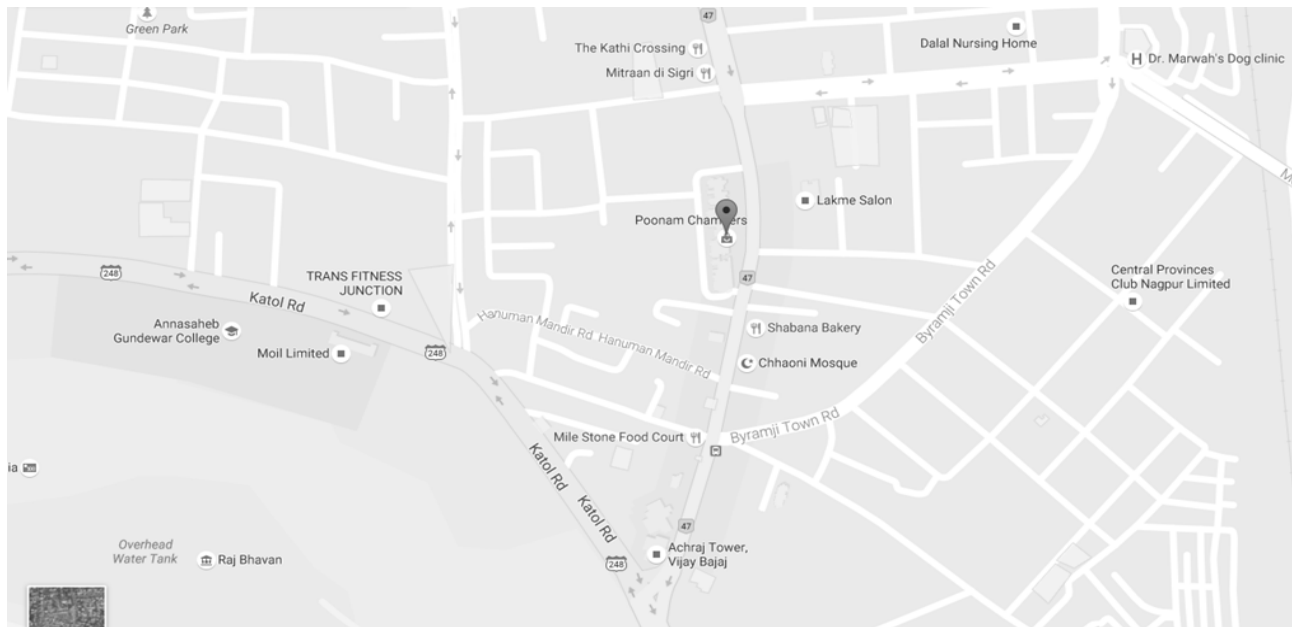 47
Green Park
The Kathi Crossing
Dalal Nursing Home
Dr. Marwah's Dog clinic
Mitraan di Sigri
Lakme Salon
Poonam Chambers
248
TRANS FITNESS
JUNCTION
47
Central Provinces
Club Nagpur Limited
Katol Rd
Byramji Town Rd
Hanuman Mandir Rd
Hanuman Mandir Rd
Annasaheb
Gundewar College
Shabana Bakery
Moil Limited
248
Chhaoni Mosque
Byramji Town Rd
Mile Stone Food Court
Katol Rd
ia
Katol Rd
47
Overhead
Water Tank
Raj Bhavan
248
Achraj Tower,
Vijay Bajaj